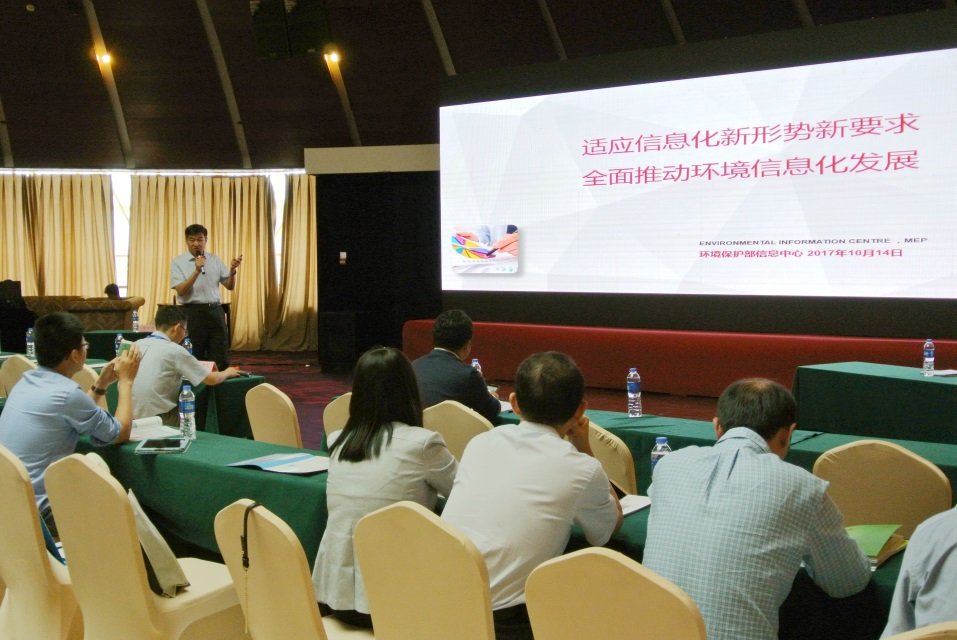 适应信息化新形势新要求
全面推动环境信息化发展
ENVIRONMENTAL INFORMATION CENTRE , MEP
环境保护部信息中心 2017年10月14日